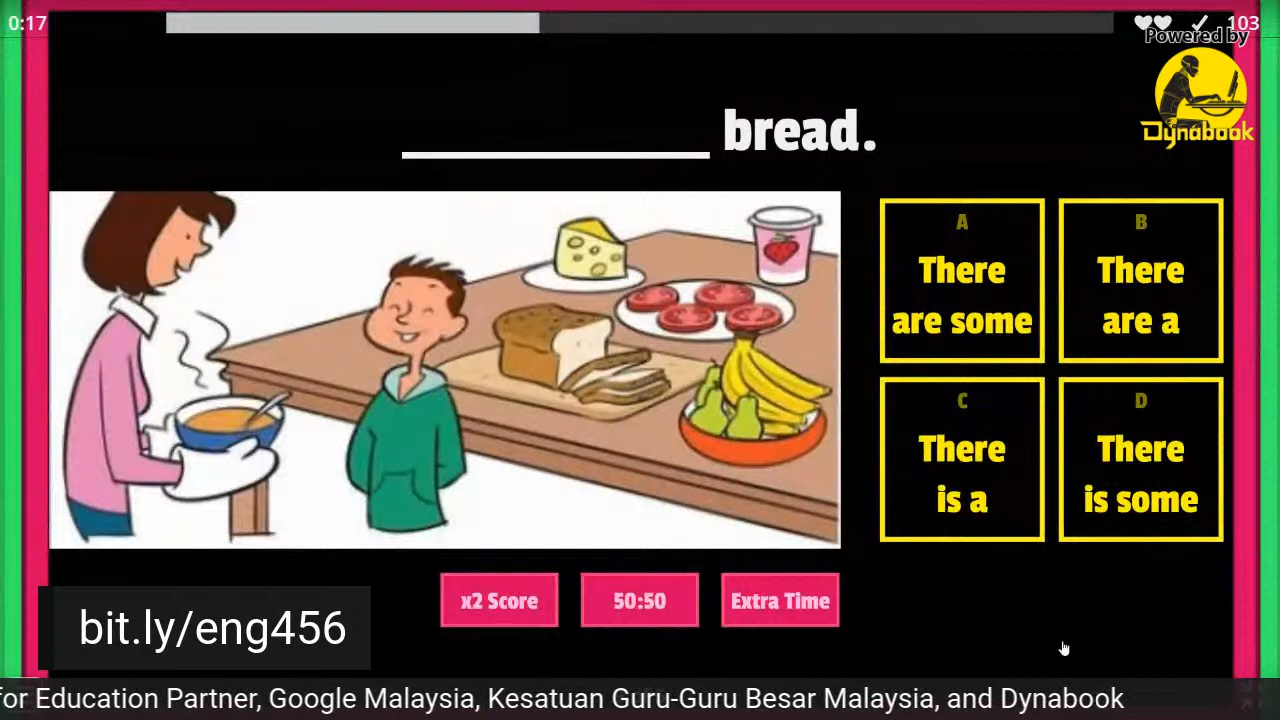 0:17
103
Powered by
Dynabook
____________ bread.
A
There
are some
B
There
are a
C
There
is a
D
There
is some
x2 Score
50:50
Extra Time
bit.ly/eng456
for Education Partner, Google Malaysia, Kesatuan Guru-Guru Besar Malaysia, and Dynabook